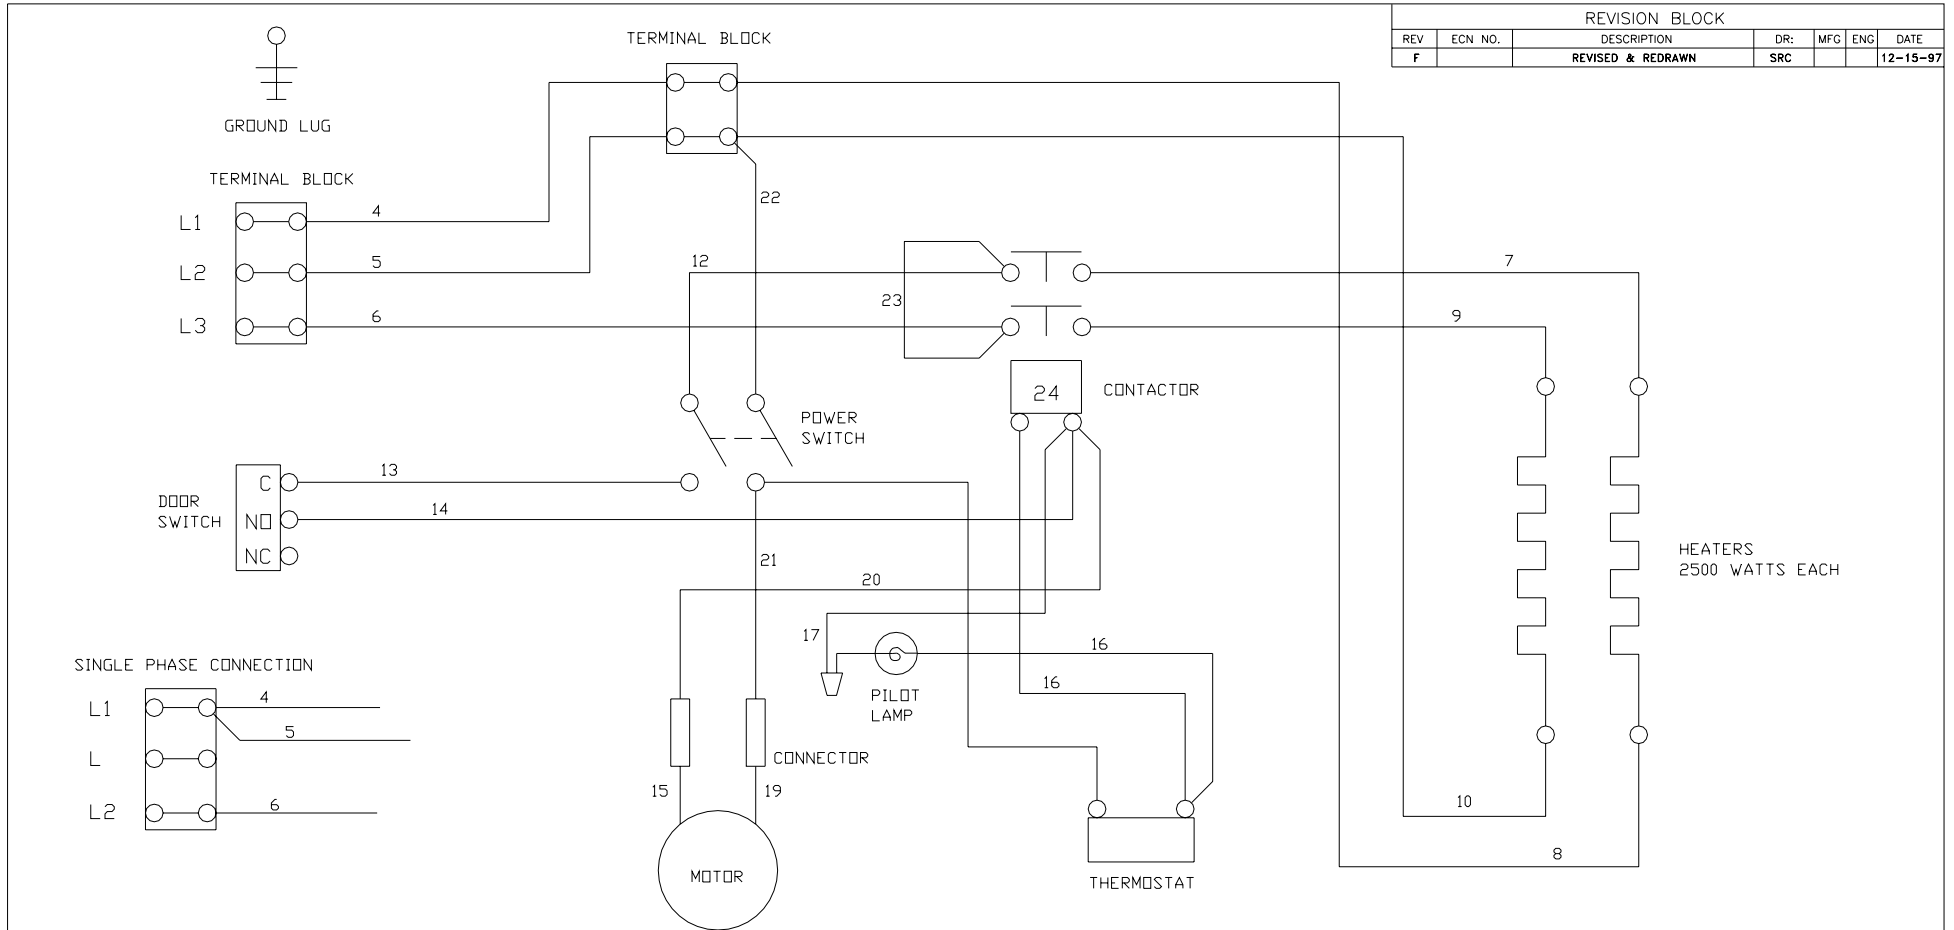 REVISION BLOCK
REV ECN NO. DESCRIPTION DR: MFG ENG DATE
F REVISED & REDRAWN SRC 12-15-97
TERMINAL BLOCK
GROUND LUG
TERMINAL BLOCK
L1
L2
L3
4
5
6
22
12
23
7
9
24
CONTACTOR
POWER
SWITCH
DOOR
SWITCH
C
NO
NC
13
14
21
20
17
16
16
PILOT
LAMP
HEATERS
2500 WATTS EACH
SINGLE PHASE CONNECTION
L1
L
L2
4
5
6
CONNECTOR
15
19
MOTOR
THERMOSTAT
10
8